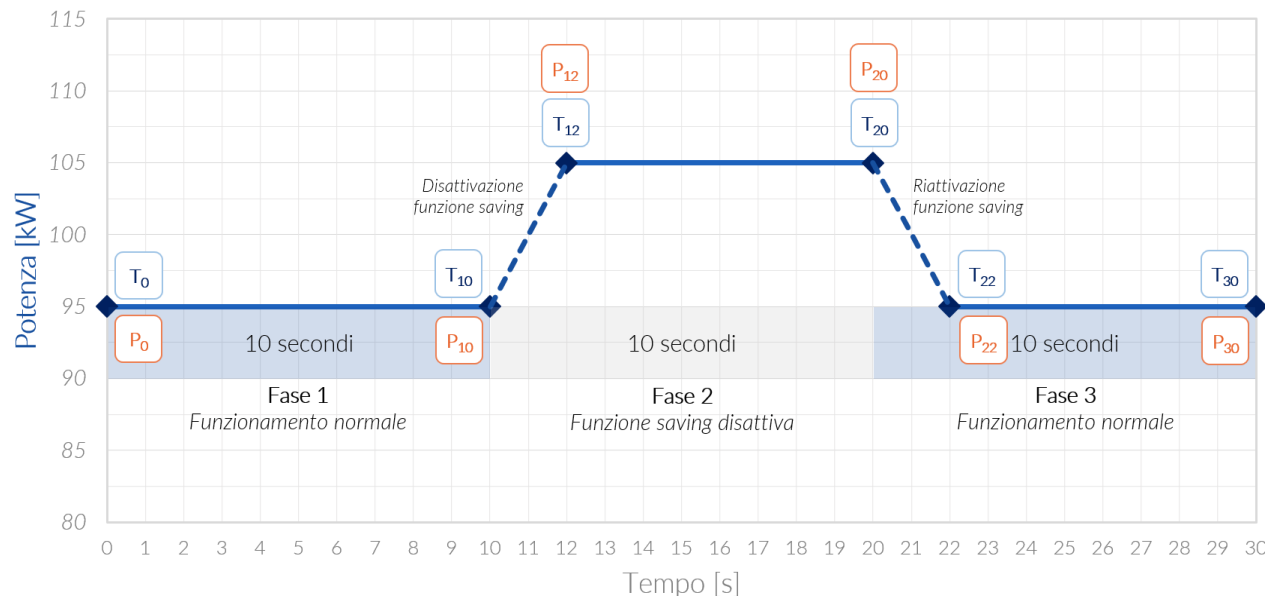 115
110
105
100
95
90
85
80
Potenza [kW]
P12
P20
T12
T20
Disattivazione
funzione saving
Riattivazione
funzione saving
T0
T10
T22
T30
P0
10 secondi
P10
10 secondi
P22
10 secondi
P30
Fase 1
Funzionamento normale
Fase 2
Funzione saving disattiva
Fase 3
Funzionamento normale
0 1 2 3 4 5 6 7 8 9 10 11 12 13 14 15 16 17 18 19 20 21 22 23 24 25 26 27 28 29 30
Tempo [s]